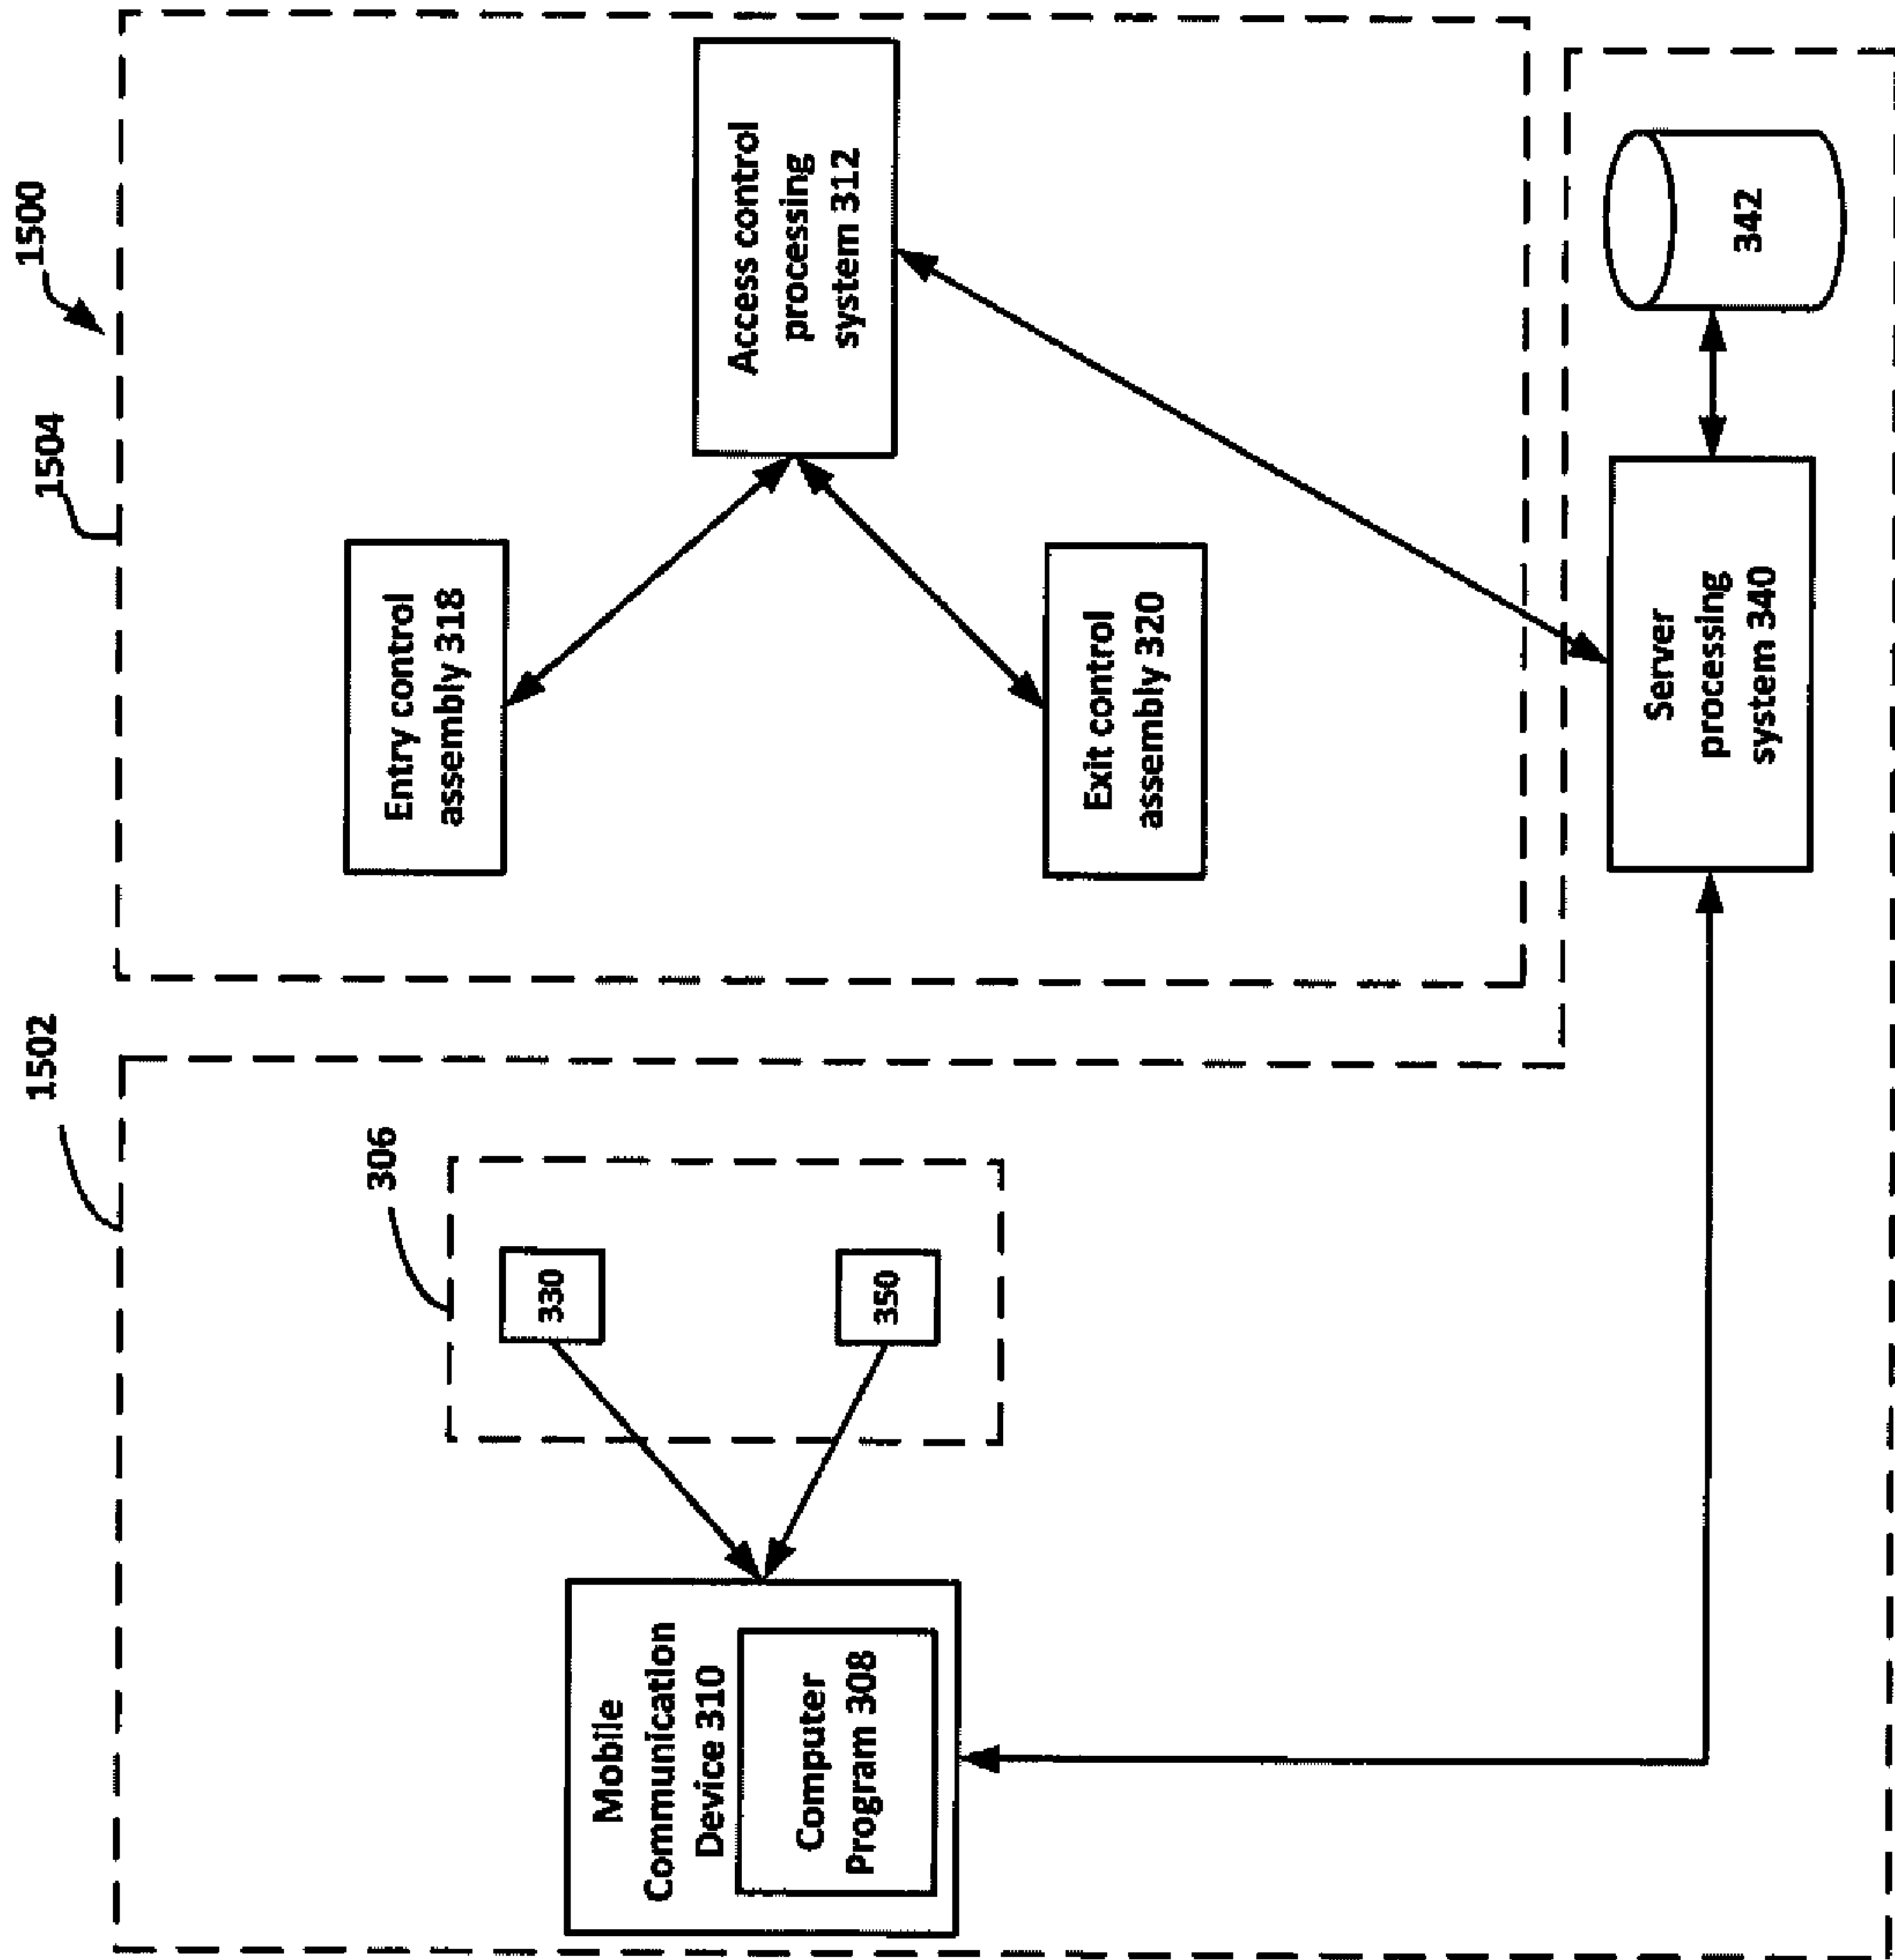 1502
1504
1500
306
Mobile
Communication
Device 310
Computer
Program 308
330
350
Entry control
assembly 318
Exit control
assembly 320
Access control
processing
system 312
Server
processing
system 340
342